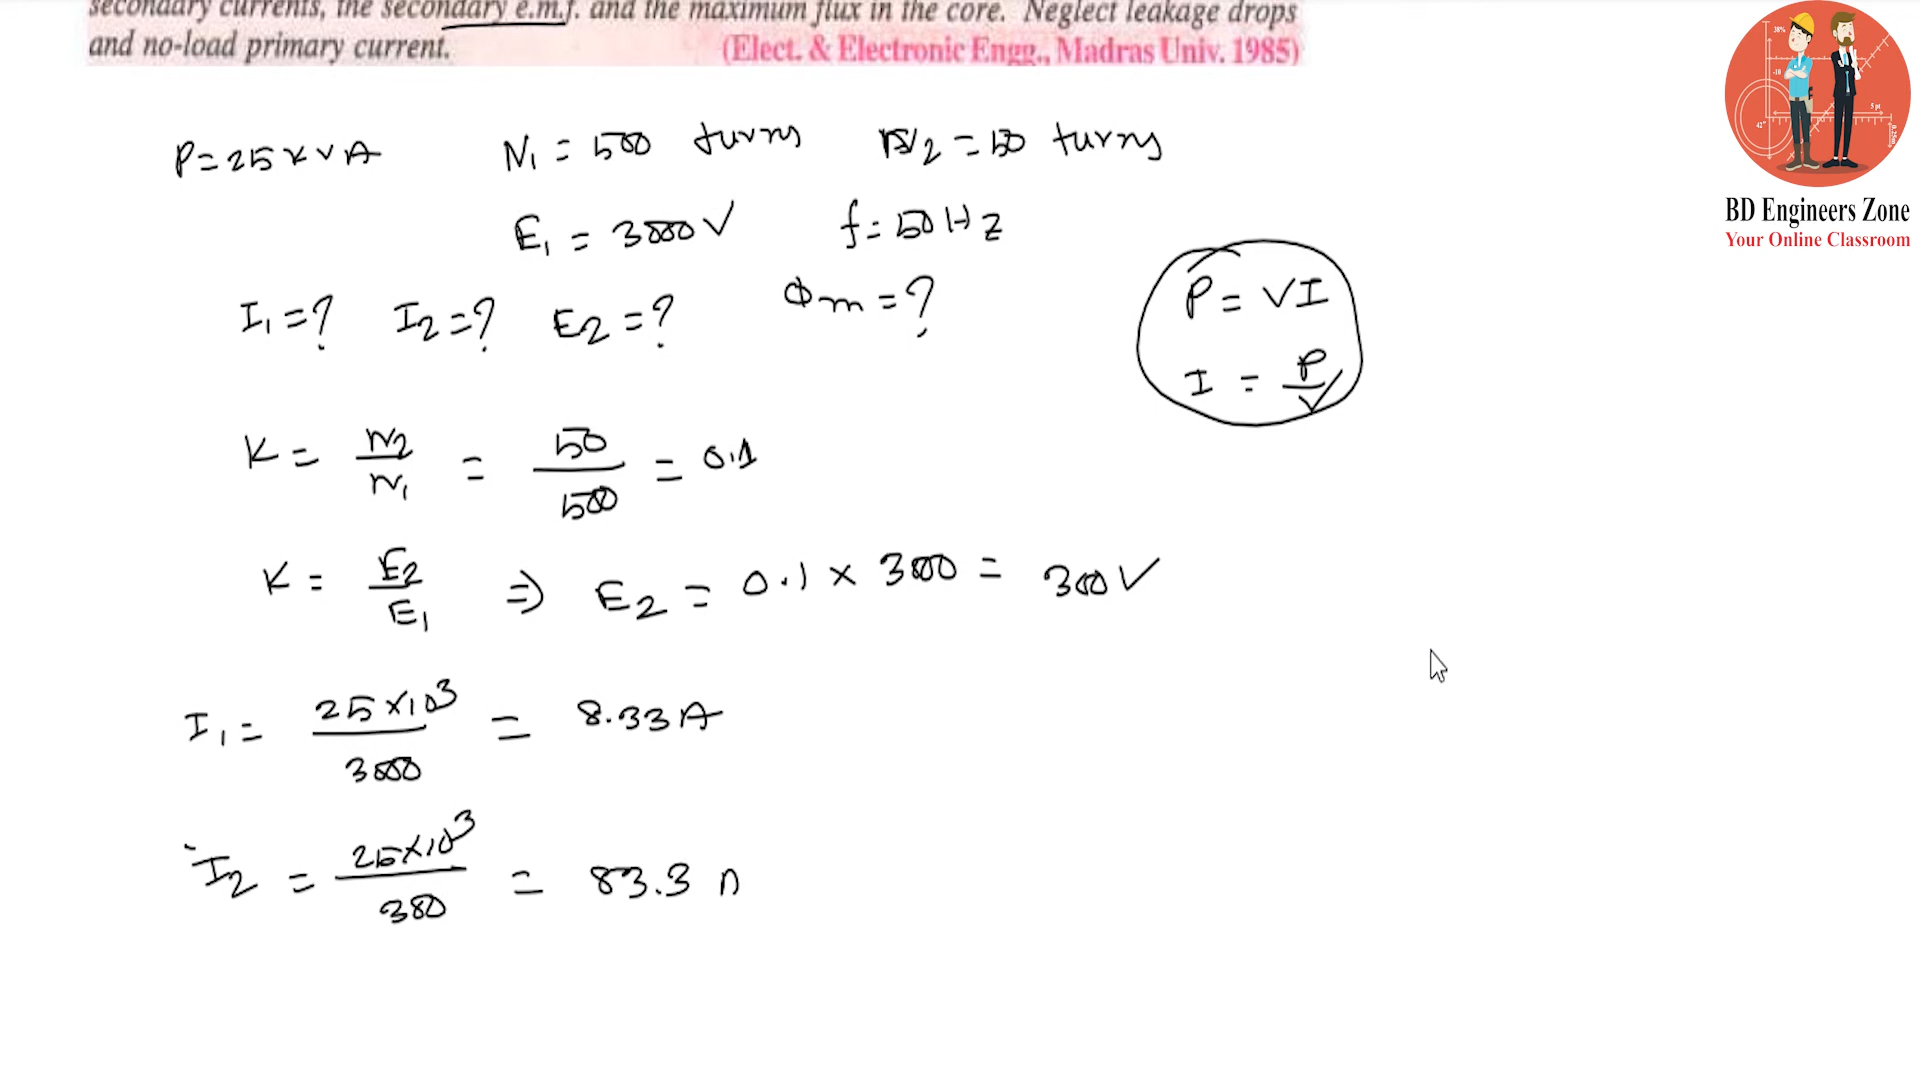 secondary currents, the secondary e.m.f. and the maximum flux in the core. Neglect leakage drops
and no-load primary current. (Elect. & Electronic Engg., Madras Univ. 1985)
P = 25 KVA N₁ = 500 turns N₂ = 50 turns
E₁ = 3000 V f = 50 Hz
I₁ = ? I₂ = ? E₂ = ? Φm = ?
P = VI
I = P/V
K = N₂/N₁ = 50/500 = 0.1
K = E₂/E₁ ⇒ E₂ = 0.1 × 3000 = 300 V
I₁ = 25×10³/3000 = 8.33 A
I₂ = 25×10³/300 = 83.3 n
BD Engineers Zone
Your Online Classroom